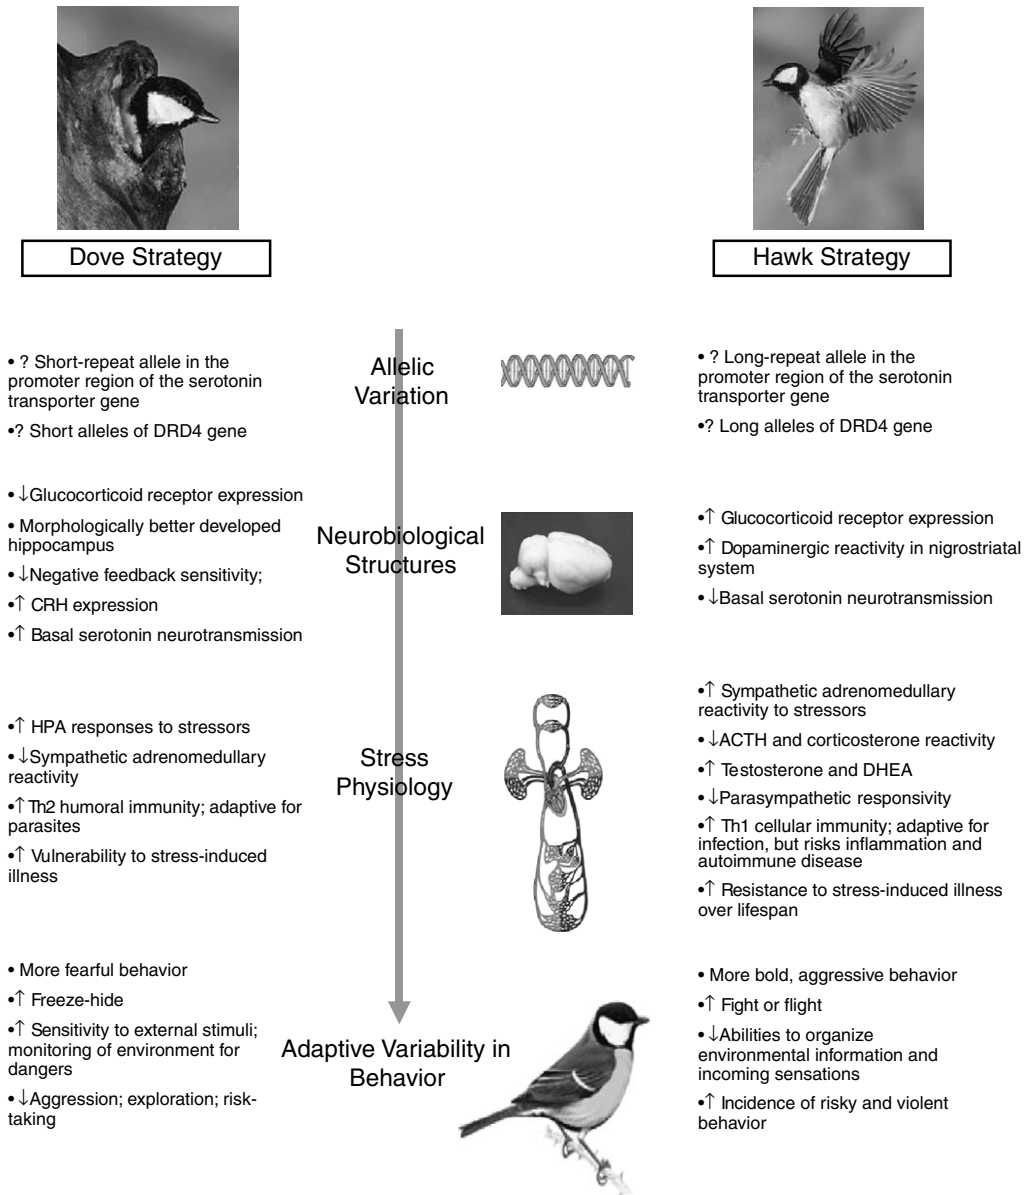 Dove Strategy
Hawk Strategy
• ? Short-repeat allele in the
promoter region of the serotonin
transporter gene
•? Short alleles of DRD4 gene
Allelic
Variation
• ? Long-repeat allele in the
promoter region of the serotonin
transporter gene
•? Long alleles of DRD4 gene
• ↓Glucocorticoid receptor expression
• Morphologically better developed
hippocampus
• ↓Negative feedback sensitivity;
•↑ CRH expression
•↑ Basal serotonin neurotransmission
Neurobiological
Structures
•↑ Glucocorticoid receptor expression
•↑ Dopaminergic reactivity in nigrostriatal
system
• ↓Basal serotonin neurotransmission
•↑ HPA responses to stressors
• ↓Sympathetic adrenomedullary
reactivity
•↑Th2 humoral immunity; adaptive for
parasites
•↑ Vulnerability to stress-induced
illness
Stress
Physiology
•↑ Sympathetic adrenomedullary
reactivity to stressors
• ↓ACTH and corticosterone reactivity
•↑ Testosterone and DHEA
• ↓Parasympathetic responsivity
•↑ Th1 cellular immunity; adaptive for
infection, but risks inflammation and
autoimmune disease
•↑ Resistance to stress-induced illness
over lifespan
• More fearful behavior
•↑ Freeze-hide
•↑ Sensitivity to external stimuli;
monitoring of environment for
dangers
• ↓Aggression; exploration; risk-
taking
Adaptive Variability in
Behavior
• More bold, aggressive behavior
•↑ Fight or flight
• ↓Abilities to organize
environmental information and
incoming sensations
•↑ Incidence of risky and violent
behavior